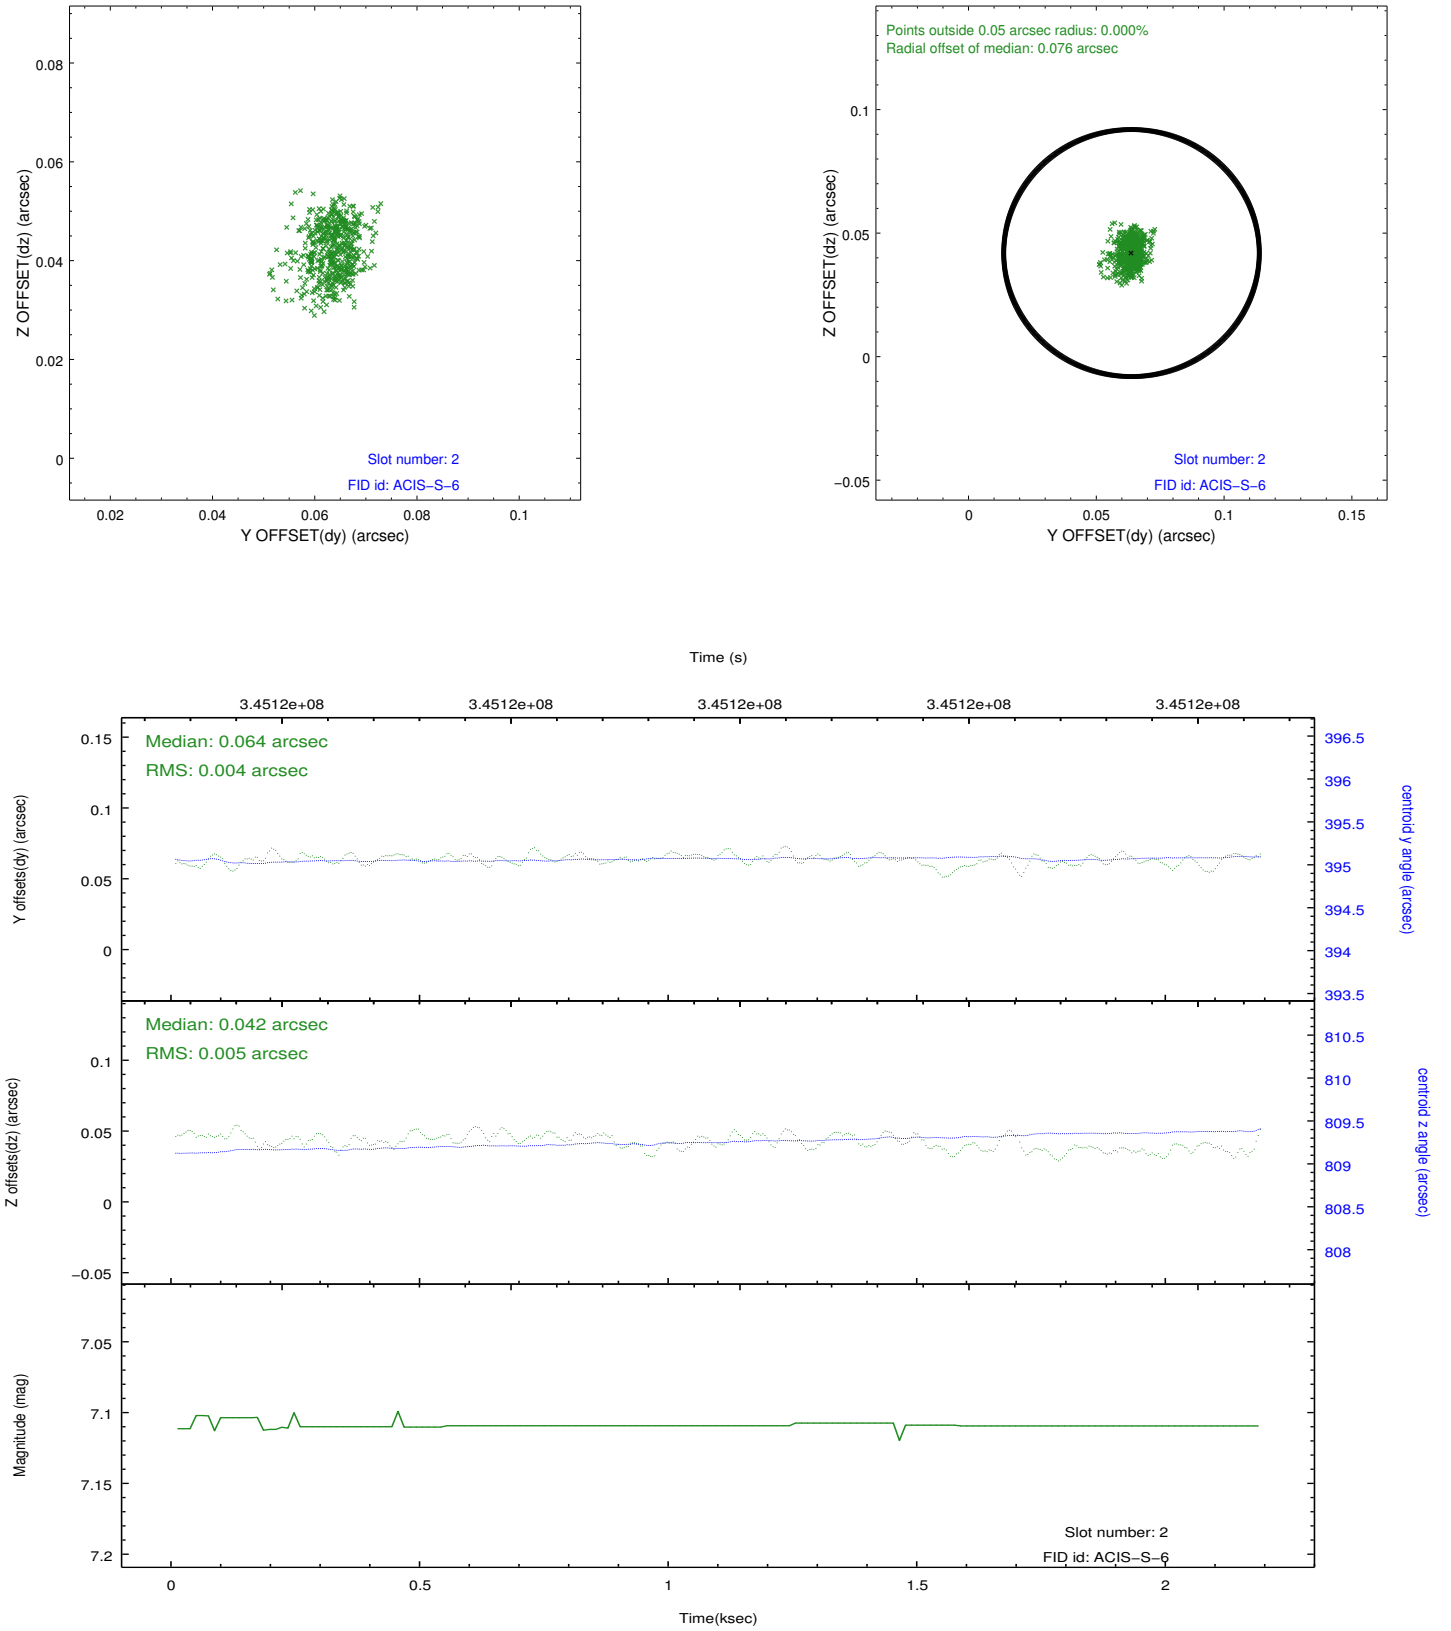 0.08
0.06
0.04
0.02
0
Z OFFSET(dz) (arcsec)
Slot number: 2
FID id: ACIS−S−6
0.02 0.04 0.06 0.08 0.1
Y OFFSET(dy) (arcsec)
Points outside 0.05 arcsec radius: 0.000%
Radial offset of median: 0.076 arcsec
0.1
0.05
0
−0.05
Z OFFSET(dz) (arcsec)
Slot number: 2
FID id: ACIS−S−6
0 0.05 0.1 0.15
Y OFFSET(dy) (arcsec)
Time (s)
3.4512e+08 3.4512e+08 3.4512e+08 3.4512e+08 3.4512e+08
Median: 0.064 arcsec
RMS: 0.004 arcsec
0.15
0.1
0.05
0
Y offsets(dy) (arcsec)
396.5
396
395.5
395
394.5
394
393.5
centroid y angle (arcsec)
Median: 0.042 arcsec
RMS: 0.005 arcsec
0.1
0.05
0
−0.05
Z offsets(dz) (arcsec)
810.5
810
809.5
809
808.5
808
centroid z angle (arcsec)
7.05
7.1
7.15
7.2
Magnitude (mag)
Slot number: 2
FID id: ACIS−S−6
0 0.5 1 1.5 2
Time(ksec)